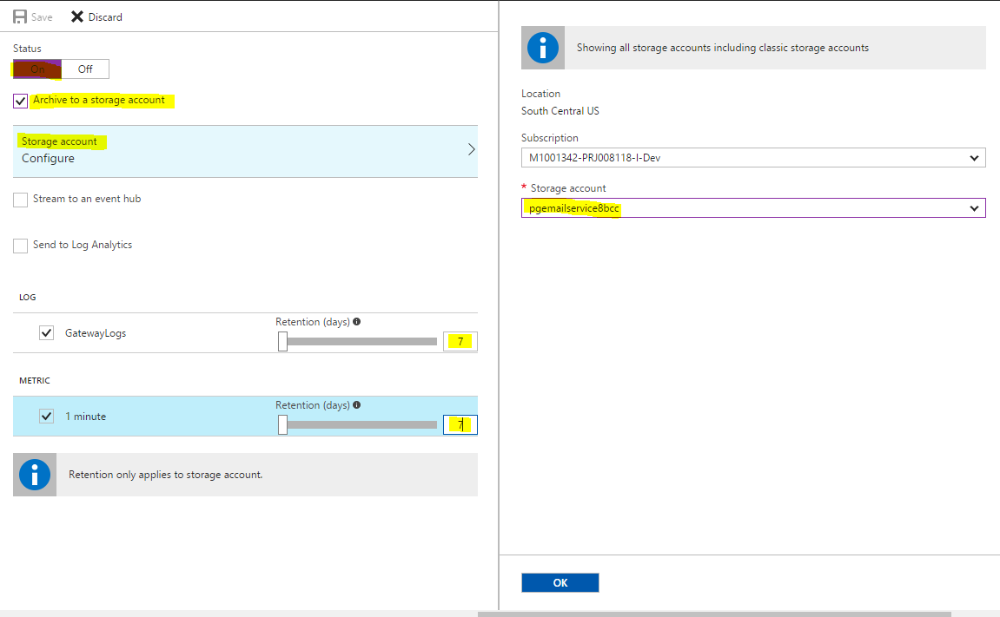 Save Discard
Status
On Off
Archive to a storage account
Storage account
Configure
Stream to an event hub
Send to Log Analytics
LOG
GatewayLogs
Retention (days)
7
METRIC
1 minute
Retention (days)
7
Retention only applies to storage account.
Showing all storage accounts including classic storage accounts
Location
South Central US
Subscription
M1001342-PRJ008118-I-Dev
* Storage account
pgemailservice8bcc
OK